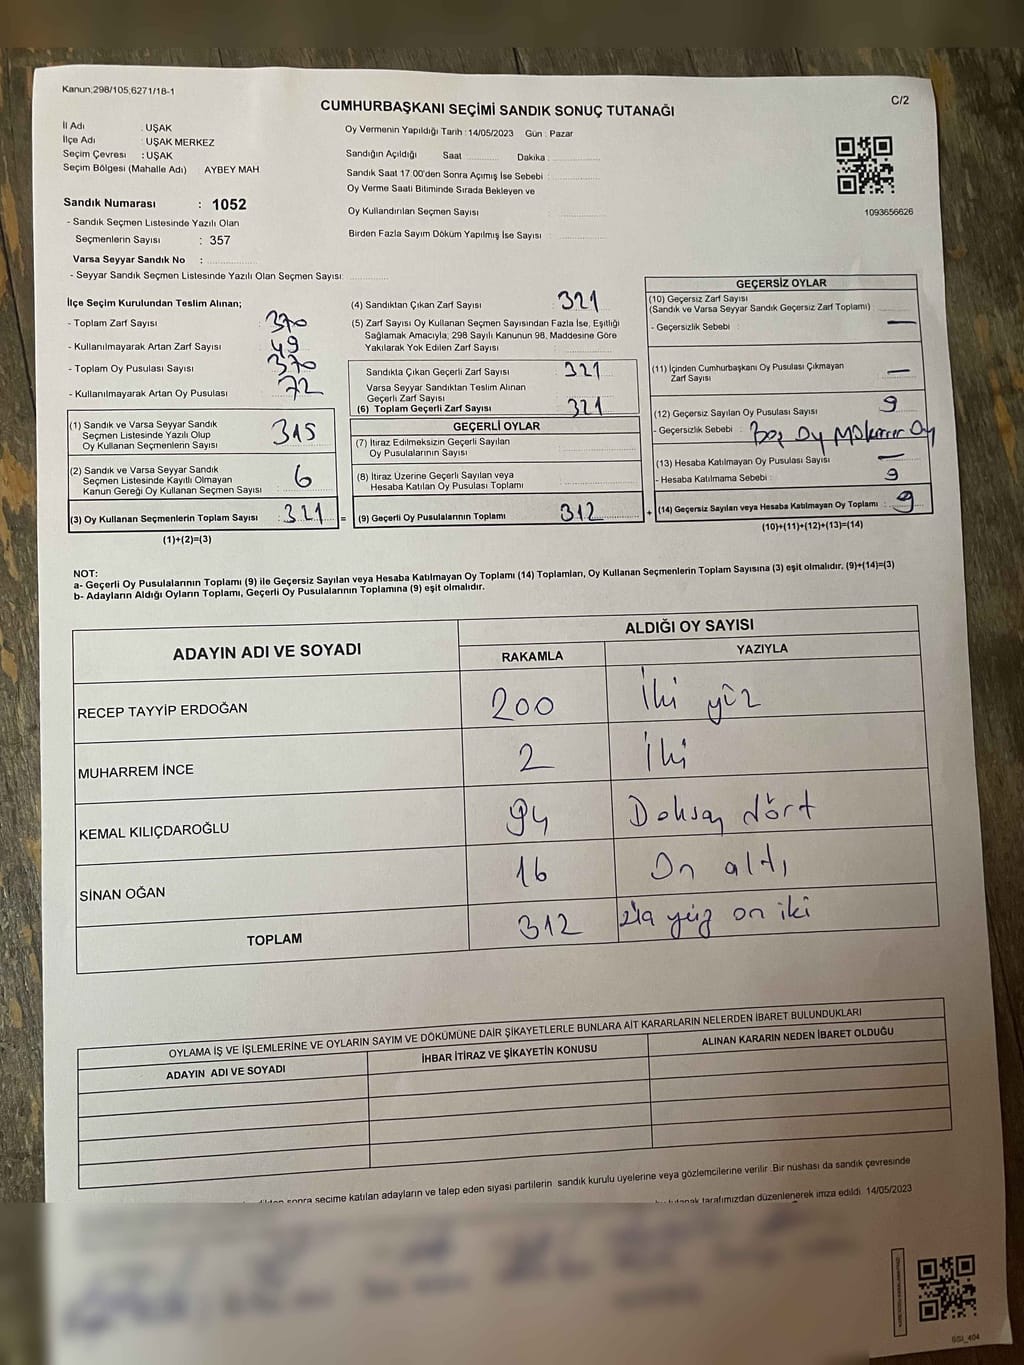 Kanun;298/105,6271/18-1
C/2
CUMHURBAŞKANI SEÇİMİ SANDIK SONUÇ TUTANAĞI
İl Adı : UŞAK
İlçe Adı : UŞAK MERKEZ
Seçim Çevresi : UŞAK
Seçim Bölgesi (Mahalle Adı) AYBEY MAH
Sandık Numarası : 1052
- Sandık Seçmen Listesinde Yazılı Olan
Seçmenlerin Sayısı : 357
Varsa Seyyar Sandık No :
- Seyyar Sandık Seçmen Listesinde Yazılı Olan Seçmen Sayısı:
Oy Vermenin Yapıldığı Tarih : 14/05/2023 Gün : Pazar
Sandığın Açıldığı Saat Dakika :
Sandık Saat 17.00'den Sonra Açımış İse Sebebi :
Oy Verme Saati Bitiminde Sırada Bekleyen ve
Oy Kullandırılan Seçmen Sayısı
Birden Fazla Sayım Döküm Yapılmış İse Sayısı :
1093656626
İlçe Seçim Kurulundan Teslim Alınan;
- Toplam Zarf Sayısı : 370
- Kullanılmayarak Artan Zarf Sayısı : 49
- Toplam Oy Pusulası Sayısı : 370
- Kullanılmayarak Artan Oy Pusulası : 72
(1) Sandık ve Varsa Seyyar Sandık
Seçmen Listesinde Yazılı Olup
Oy Kullanan Seçmenlerin Sayısı 315
(2) Sandık ve Varsa Seyyar Sandık
Seçmen Listesinde Kayıtlı Olmayan
Kanun Gereği Oy Kullanan Seçmen Sayısı 6
(3) Oy Kullanan Seçmenlerin Toplam Sayısı : 321 =
(1)+(2)=(3)
(4) Sandıktan Çıkan Zarf Sayısı : 321
(5) Zarf Sayısı Oy Kullanan Seçmen Sayısından Fazla İse, Eşitliği
Sağlamak Amacıyla, 298 Sayılı Kanunun 98. Maddesine Göre
Yakılarak Yok Edilen Zarf Sayısı
Sandıkla Çıkan Geçerli Zarf Sayısı : 321
Varsa Seyyar Sandıktan Teslim Alınan
Geçerli Zarf Sayısı
(6) Toplam Geçerli Zarf Sayısı 321
GEÇERLİ OYLAR
(7) İtiraz Edilmeksizin Geçerli Sayılan
Oy Pusulalarının Sayısı
(8) İtiraz Üzerine Geçerli Sayılan veya
Hesaba Katılan Oy Pusulası Toplamı
(9) Geçerli Oy Pusulalarının Toplamı 312 +
GEÇERSİZ OYLAR
(10) Geçersiz Zarf Sayısı
(Sandık ve Varsa Seyyar Sandık Geçersiz Zarf Toplamı) :
- Geçersizlik Sebebi : —
(11) İçinden Cumhurbaşkanı Oy Pusulası Çıkmayan
Zarf Sayısı —
(12) Geçersiz Sayılan Oy Pusulası Sayısı 9
- Geçersizlik Sebebi : Boş Oy Mükerrer Oy
(13) Hesaba Katılmayan Oy Pusulası Sayısı —
- Hesaba Katılmama Sebebi : 9
(14) Geçersiz Sayılan veya Hesaba Katılmayan Oy Toplamı : 9
(10)+(11)+(12)+(13)=(14)
NOT:
a- Geçerli Oy Pusulalarının Toplamı (9) ile Geçersiz Sayılan veya Hesaba Katılmayan Oy Toplamı (14) Toplamları, Oy Kullanan Seçmenlerin Toplam Sayısına (3) eşit olmalıdır. (9)+(14)=(3)
b- Adayların Aldığı Oyların Toplamı, Geçerli Oy Pusulalarının Toplamına (9) eşit olmalıdır.
ADAYIN ADI VE SOYADI ALDIĞI OY SAYISI
RAKAMLA YAZIYLA
RECEP TAYYİP ERDOĞAN 200 İki yüz
MUHARREM İNCE 2 İki
KEMAL KILIÇDAROĞLU 94 Doksan dört
SİNAN OĞAN 16 On altı
TOPLAM 312 yüz on iki
OYLAMA İŞ VE İŞLEMLERİNE VE OYLARIN SAYIM VE DÖKÜMÜNE DAİR ŞİKAYETLERLE BUNLARA AİT KARARLARIN NELERDEN İBARET BULUNDUKLARI
ADAYIN ADI VE SOYADI İHBAR İTİRAZ VE ŞİKAYETİN KONUSU ALINAN KARARIN NEDEN İBARET OLDUĞU
sonra seçime katılan adayların ve talep eden siyasi partilerin sandık kurulu üyelerine veya gözlemcilerine verilir. Bir nüshası da sandık çevresinde
tarafımızdan düzenlenerek imza edildi. 14/05/2023
SSI_404